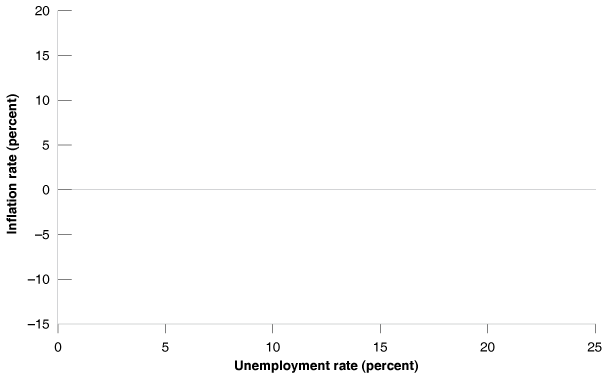 20
15
10
5
0
–5
–10
–15
Inflation rate (percent)
0 5 10 15 20 25
Unemployment rate (percent)